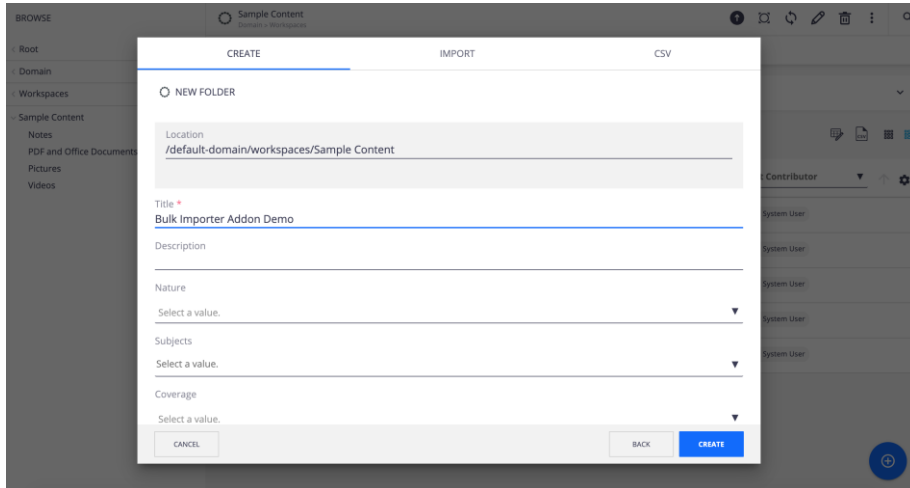 BROWSE
Sample Content
Domain > Workspaces
Root
Domain
Workspaces
Sample Content
Notes
PDF and Office Documents
Pictures
Videos
CREATE
IMPORT
CSV
NEW FOLDER
Location
/default-domain/workspaces/Sample Content
Title *
Bulk Importer Addon Demo
Description
Nature
Select a value.
Subjects
Select a value.
Coverage
Select a value.
CANCEL
BACK
CREATE
Contributor
System User
System User
System User
System User
System User